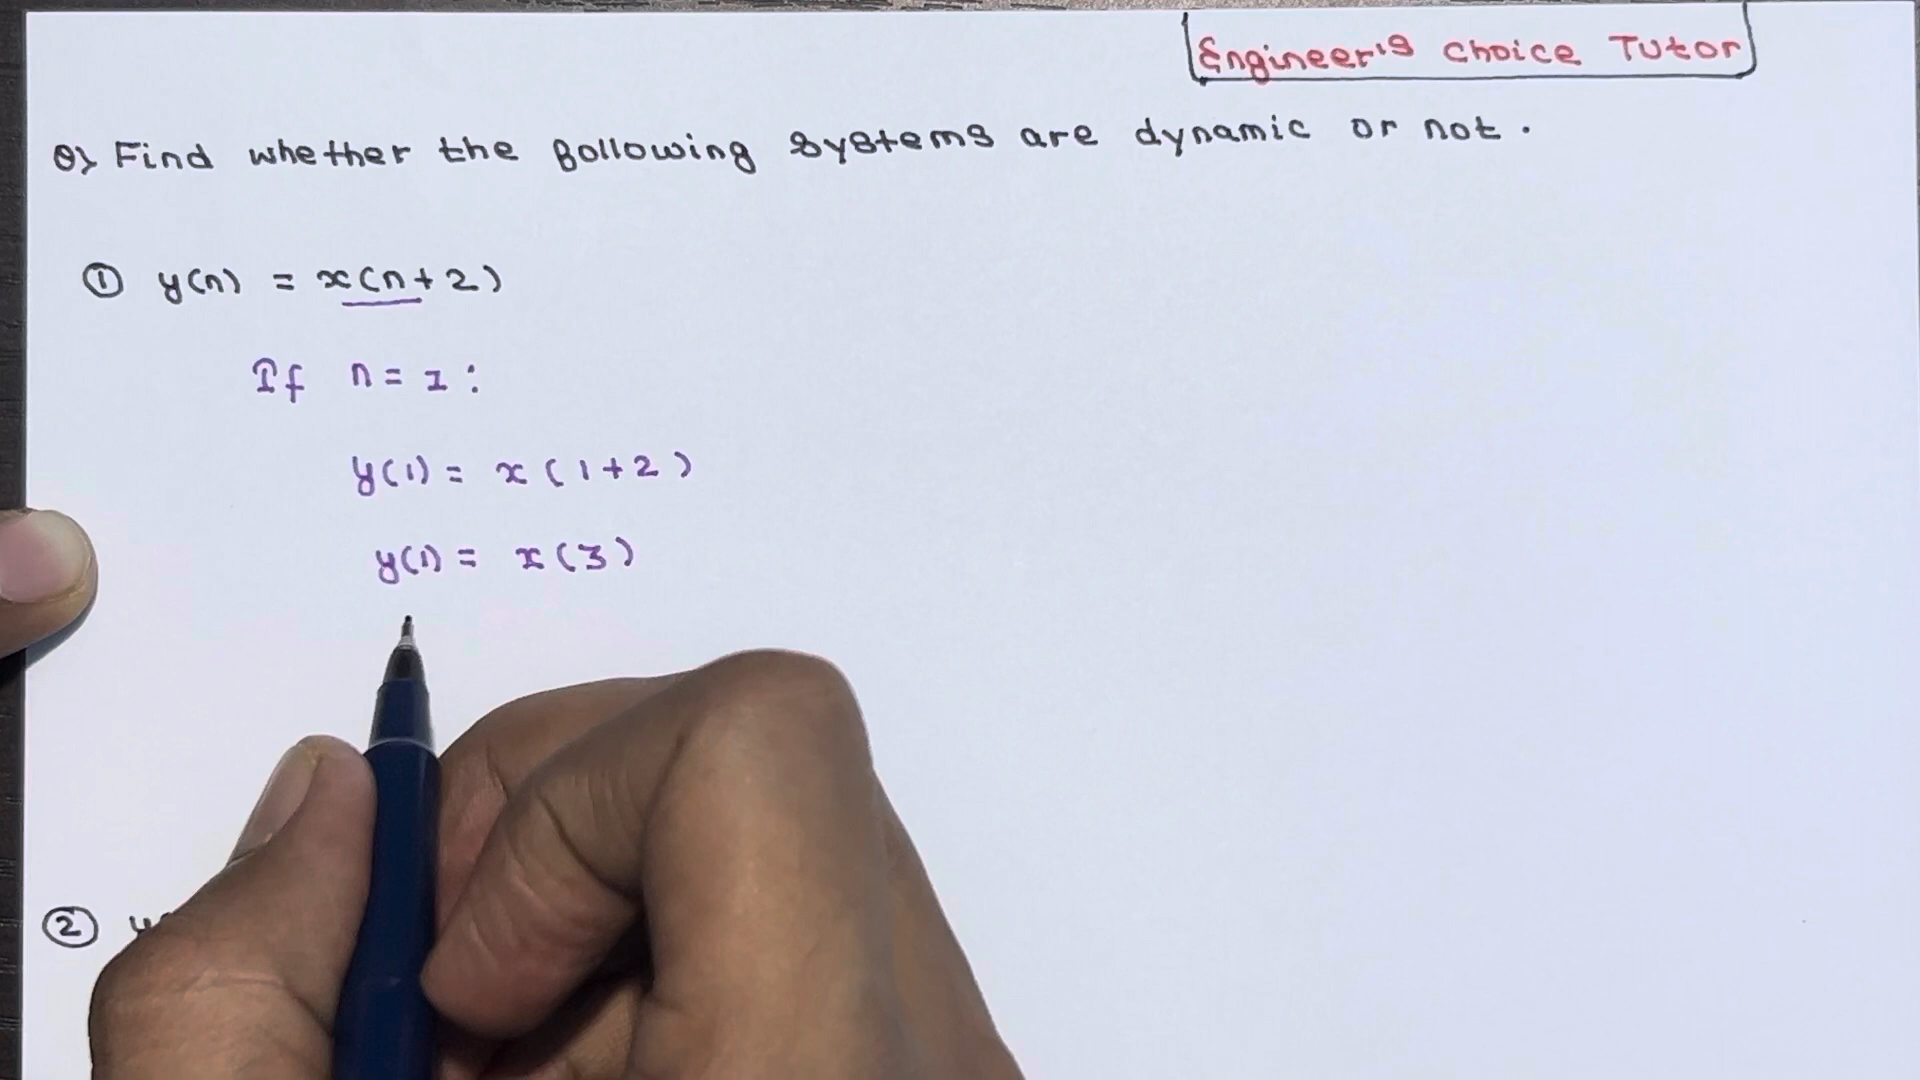 Engineer's Choice Tutor
Q> Find whether the following systems are dynamic or not.
① y(n) = x(n+2)
If n = 1 :
y(1) = x(1+2)
y(1) = x(3)
②